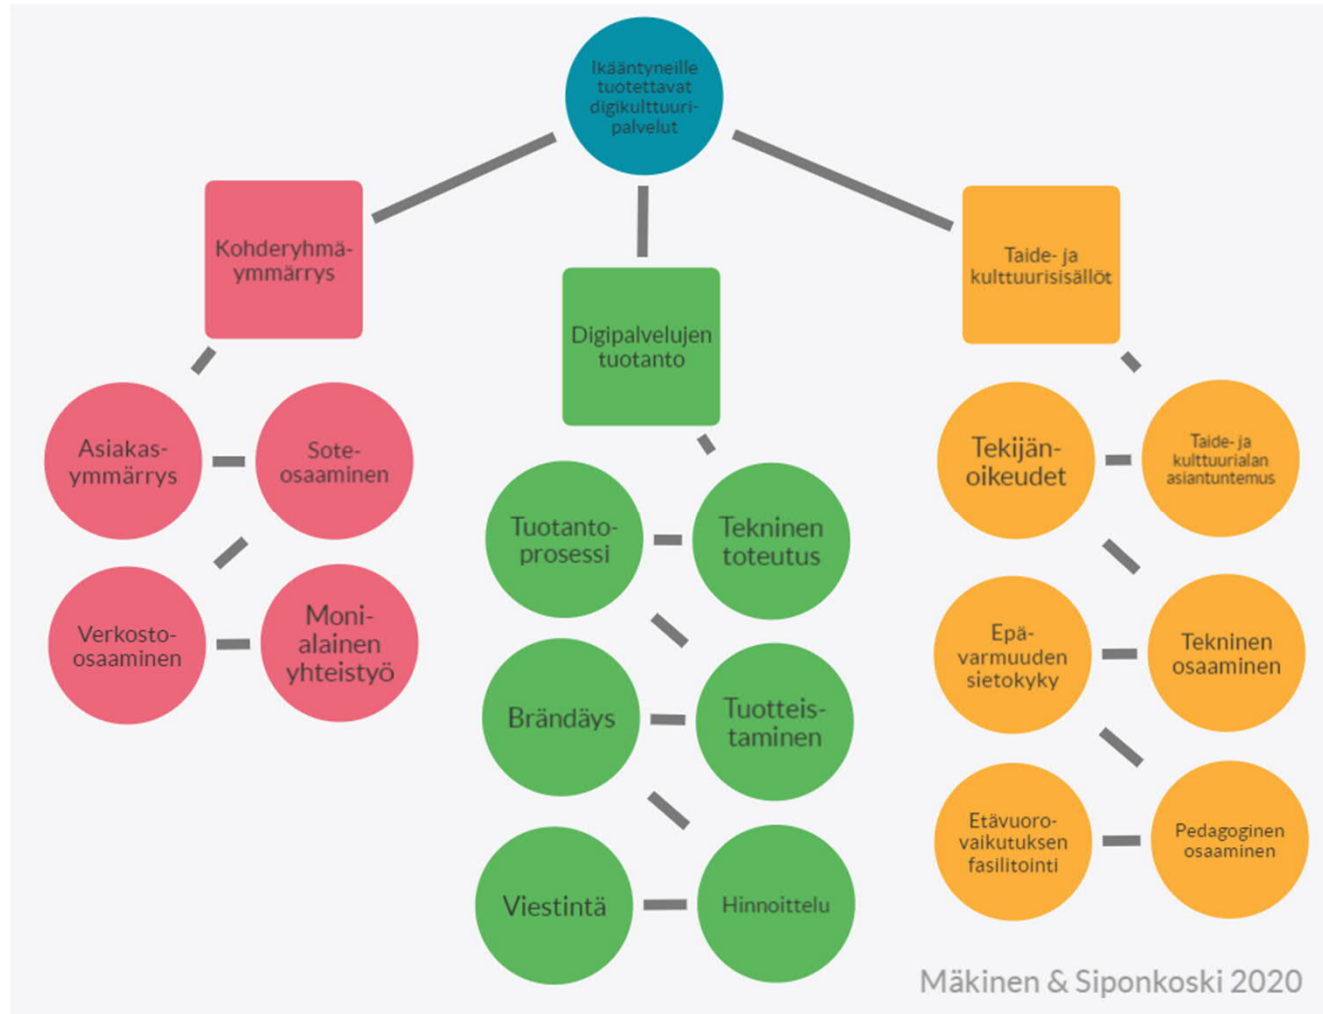 Ikääntyneille
tuotettavat
digikulttuuri-
palvelut
Kohderyhmä-
ymmärrys
Asiakas-
ymmärrys
Sote-
osaaminen
Verkosto-
osaaminen
Moni-
alainen
yhteistyö
Digipalvelujen
tuotanto
Tuotanto-
prosessi
Tekninen
toteutus
Brändäys
Tuotteis-
taminen
Viestintä
Hinnoittelu
Taide- ja
kulttuurisisällöt
Tekijän-
oikeudet
Taide- ja
kulttuurialan
asiantuntemus
Epä-
varmuuden
sietokyky
Tekninen
osaaminen
Etävuoro-
vaikutuksen
fasilitointi
Pedagoginen
osaaminen
Mäkinen & Siponkoski 2020